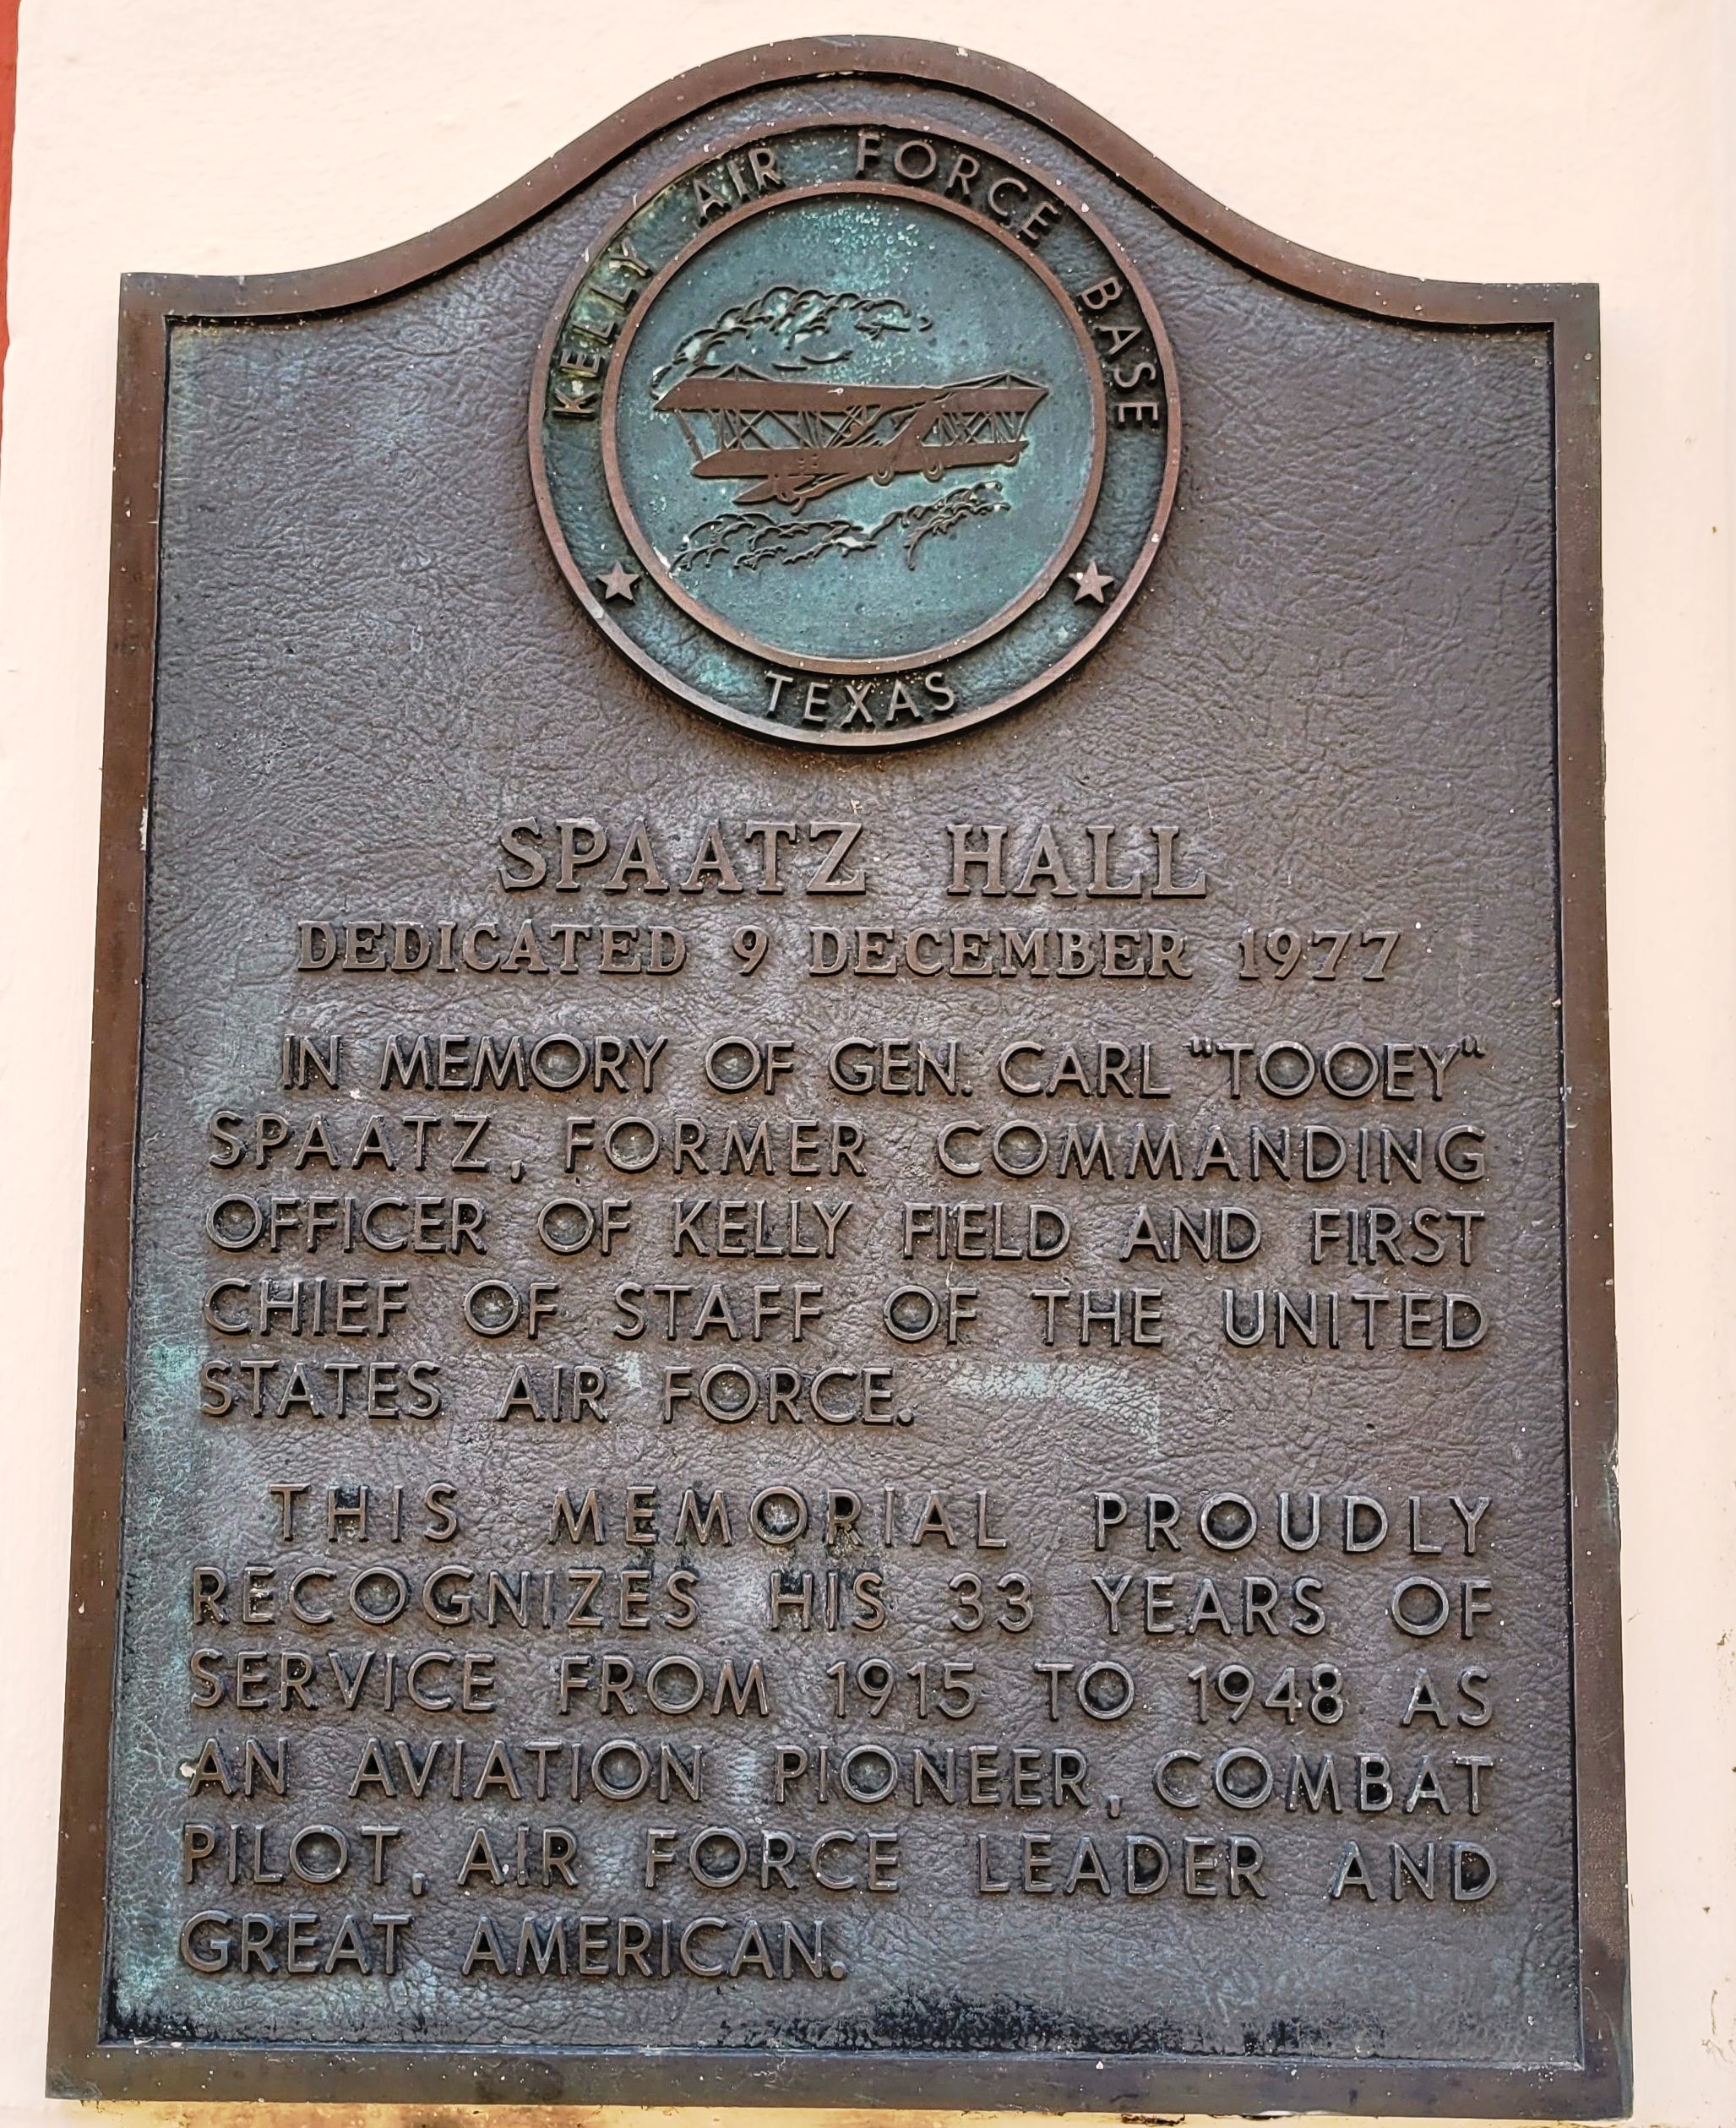 KELLY AIR FORCE BASE
TEXAS
SPAATZ HALL
DEDICATED 9 DECEMBER 1977
IN MEMORY OF GEN. CARL "TOOEY"
SPAATZ, FORMER COMMANDING
OFFICER OF KELLY FIELD AND FIRST
CHIEF OF STAFF OF THE UNITED
STATES AIR FORCE.
THIS MEMORIAL PROUDLY
RECOGNIZES HIS 33 YEARS OF
SERVICE FROM 1915 TO 1948 AS
AN AVIATION PIONEER, COMBAT
PILOT, AIR FORCE LEADER AND
GREAT AMERICAN.